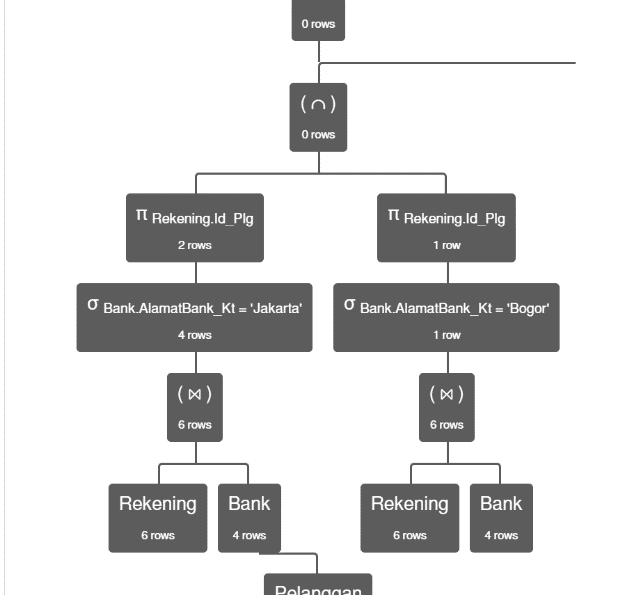 0 rows
( ∩ )
0 rows
π Rekening.Id_Plg
2 rows
π Rekening.Id_Plg
1 row
σ Bank.AlamatBank_Kt = 'Jakarta'
4 rows
σ Bank.AlamatBank_Kt = 'Bogor'
1 row
( ⋈ )
6 rows
( ⋈ )
6 rows
Rekening
6 rows
Bank
4 rows
Rekening
6 rows
Bank
4 rows
Pelanggan